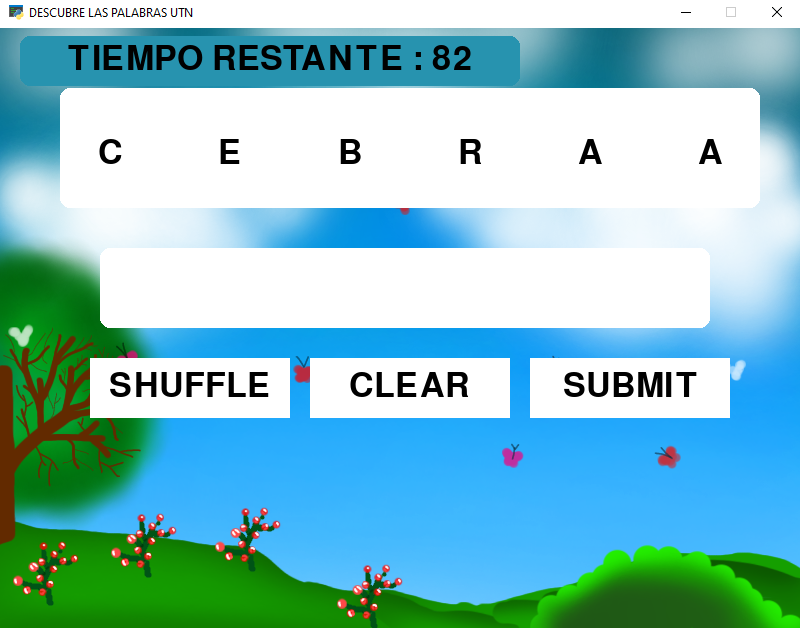 DESCUBRE LAS PALABRAS UTN
TIEMPO RESTANTE : 82
C E B R A A
SHUFFLE CLEAR SUBMIT